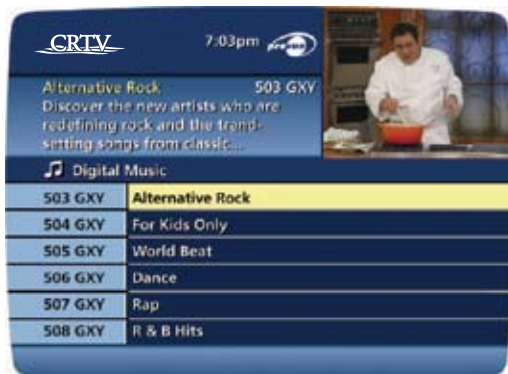 CRTV
7:03pm
Alternative Rock 503 GXY
Discover the new artists who are
redefining rock and the trend-
setting songs from classic...
Digital Music
503 GXY Alternative Rock
504 GXY For Kids Only
505 GXY World Beat
506 GXY Dance
507 GXY Rap
508 GXY R & B Hits